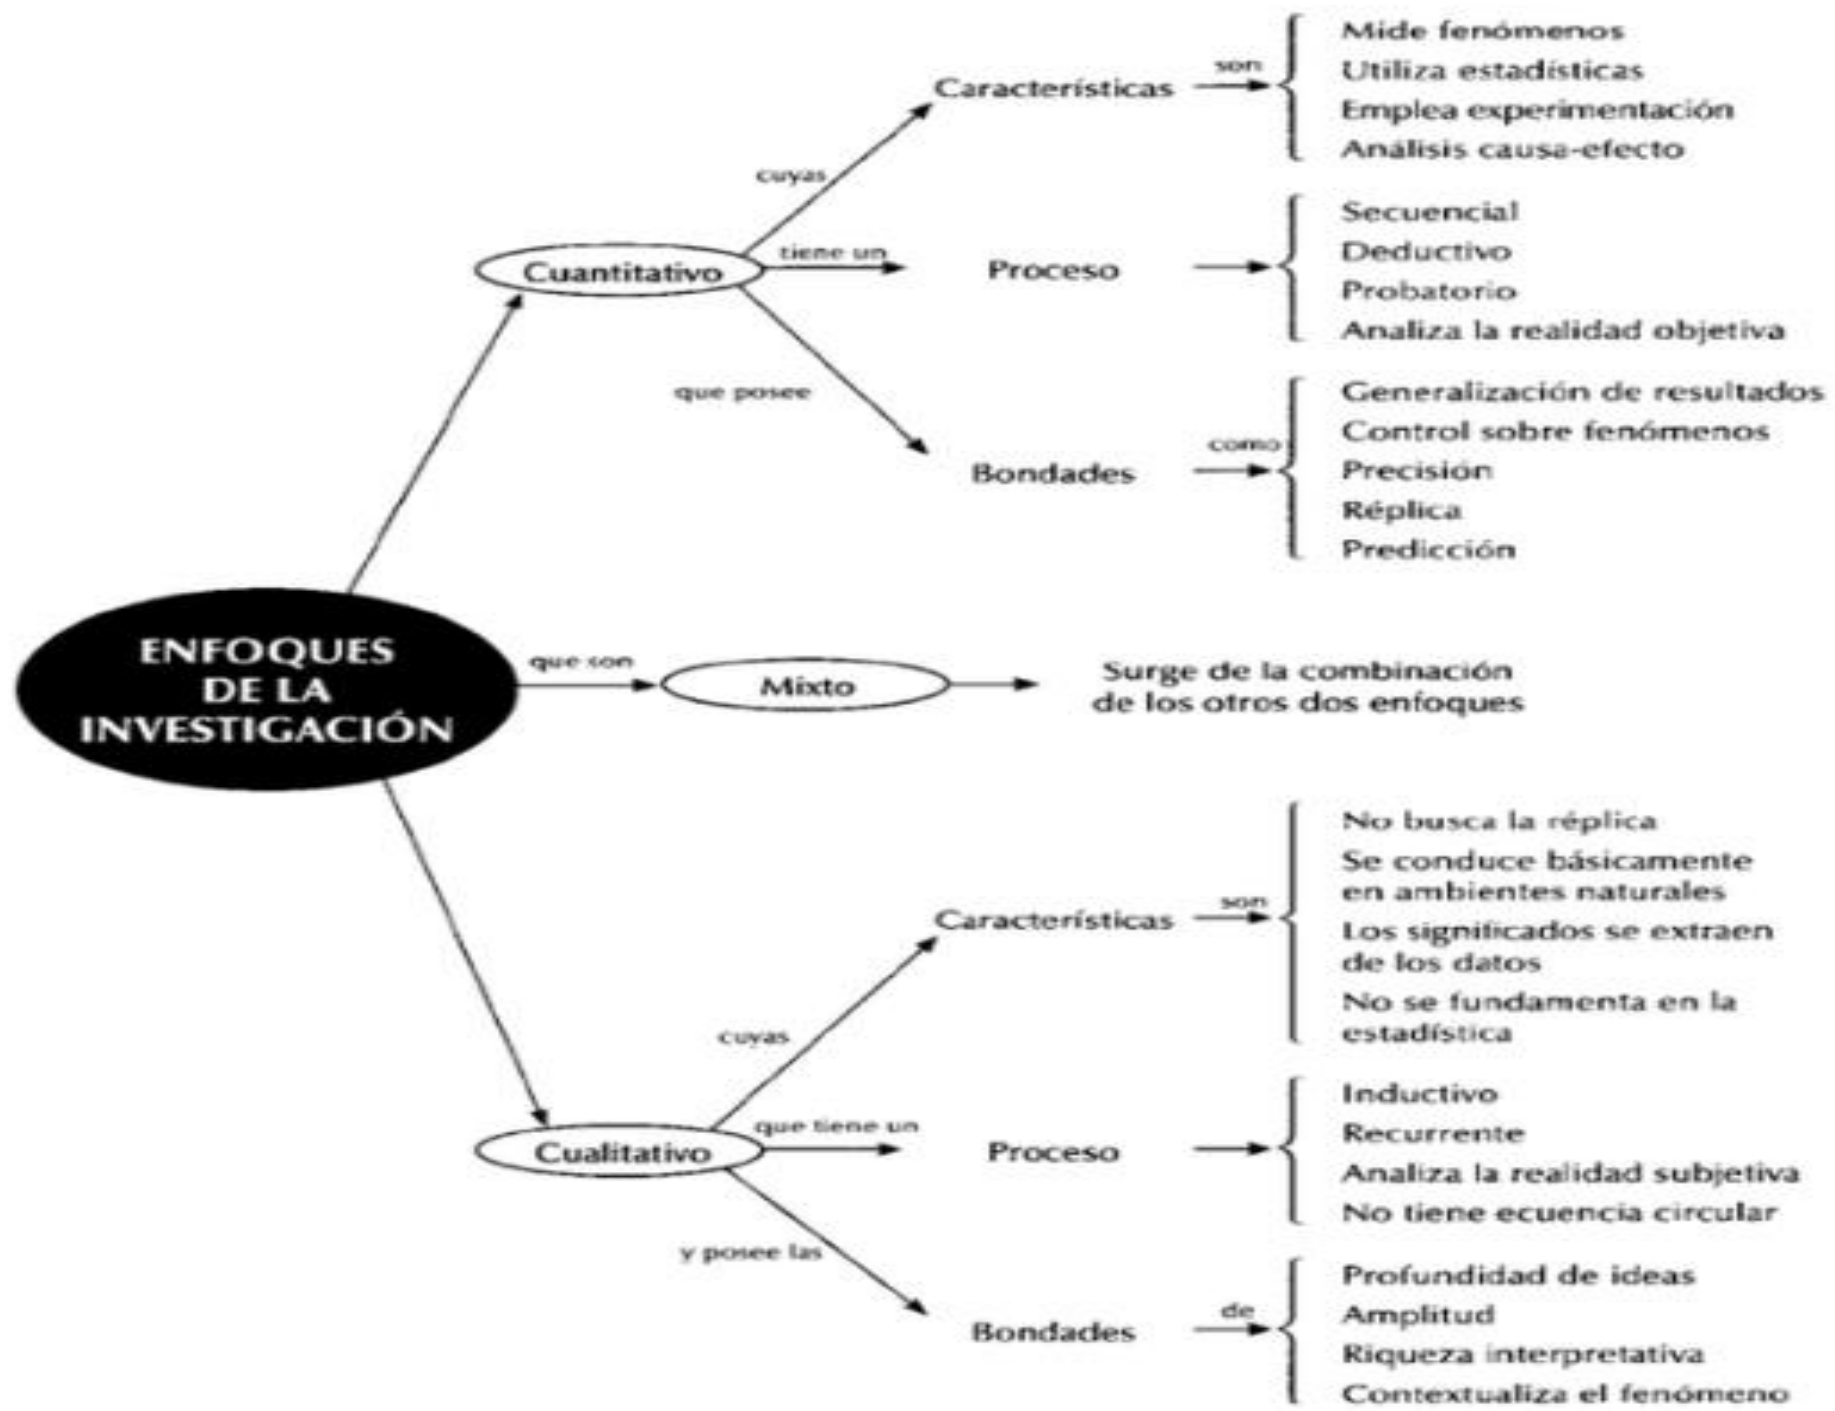 Mide fenómenos
Utiliza estadísticas
Emplea experimentación
Análisis causa-efecto
son
Características
cuyas
Secuencial
Deductivo
Probatorio
Analiza la realidad objetiva
tiene un
Cuantitativo
Proceso
que posee
Generalización de resultados
Control sobre fenómenos
Precisión
Réplica
Predicción
como
Bondades
ENFOQUES
DE LA
INVESTIGACIÓN
que son
Mixto
Surge de la combinación
de los otros dos enfoques
No busca la réplica
Se conduce básicamente
en ambientes naturales
Los significados se extraen
de los datos
No se fundamenta en la
estadística
son
Características
cuyas
Inductivo
Recurrente
Analiza la realidad subjetiva
No tiene ecuencia circular
que tiene un
Cualitativo
Proceso
y posee las
Profundidad de ideas
Amplitud
Riqueza interpretativa
Contextualiza el fenómeno
de
Bondades